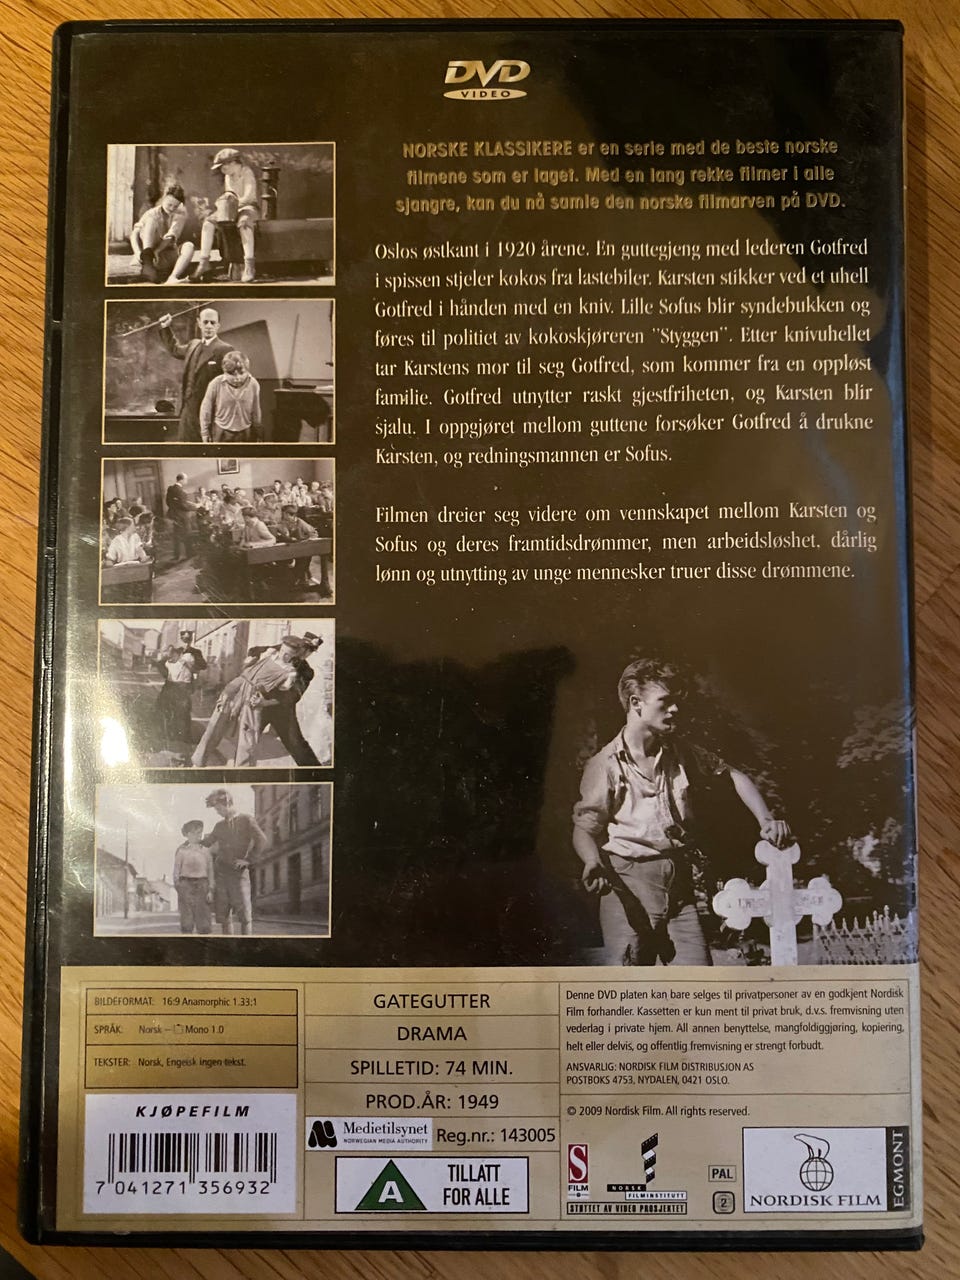 DVD
VIDEO
NORSKE KLASSIKERE er en serie med de beste norske
filmene som er laget. Med en lang rekke filmer i alle
sjangre, kan du nå samle den norske filmarven på DVD.
Oslos østkant i 1920 årene. En guttegjeng med lederen Gotfred
i spissen stjeler kokos fra lastebiler. Karsten stikker ved et uhell
Gotfred i hånden med en kniv. Lille Sofus blir syndebukken og
føres til politiet av kokoskjøreren "Styggen". Etter knivuhellet
tar Karstens mor til seg Gotfred, som kommer fra en oppløst
familie. Gotfred utnytter raskt gjestfriheten, og Karsten blir
sjalu. I oppgjøret mellom guttene forsøker Gotfred å drukne
Karsten, og redningsmannen er Sofus.
Filmen dreier seg videre om vennskapet mellom Karsten og
Sofus og deres framtidsdrømmer, men arbeidsløshet, dårlig
lønn og utnytting av unge mennesker truer disse drømmene.
BILDEFORMAT: 16:9 Anamorphic 1.33:1
SPRÅK: Norsk – Mono 1.0
TEKSTER: Norsk, Engelsk ingen tekst.
KJØPEFILM
7 041271 356932
GATEGUTTER
DRAMA
SPILLETID: 74 MIN.
PROD.ÅR: 1949
Medietilsynet
NORWEGIAN MEDIA AUTHORITY
Reg.nr.: 143005
A
TILLATT
FOR ALLE
Denne DVD platen kan bare selges til privatpersoner av en godkjent Nordisk
Film forhandler. Kassetten er kun ment til privat bruk, d.v.s. fremvisning uten
vederlag i private hjem. All annen benyttelse, mangfoldiggjøring, kopiering,
helt eller delvis, og offentlig fremvisning er strengt forbudt.
ANSVARLIG: NORDISK FILM DISTRIBUSJON AS
POSTBOKS 4753, NYDALEN, 0421 OSLO.
© 2009 Nordisk Film. All rights reserved.
S
FILM
NORSK
FILMINSTITUTT
STØTTET AV VIDEO PROSJEKTET
PAL
2
NORDISK FILM
EGMONT